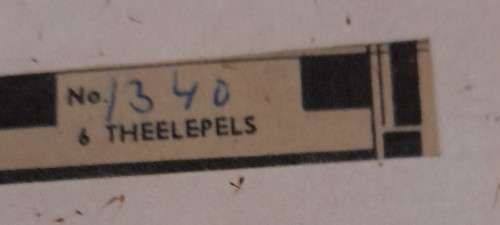 No. 1340
6 THEELEPELS